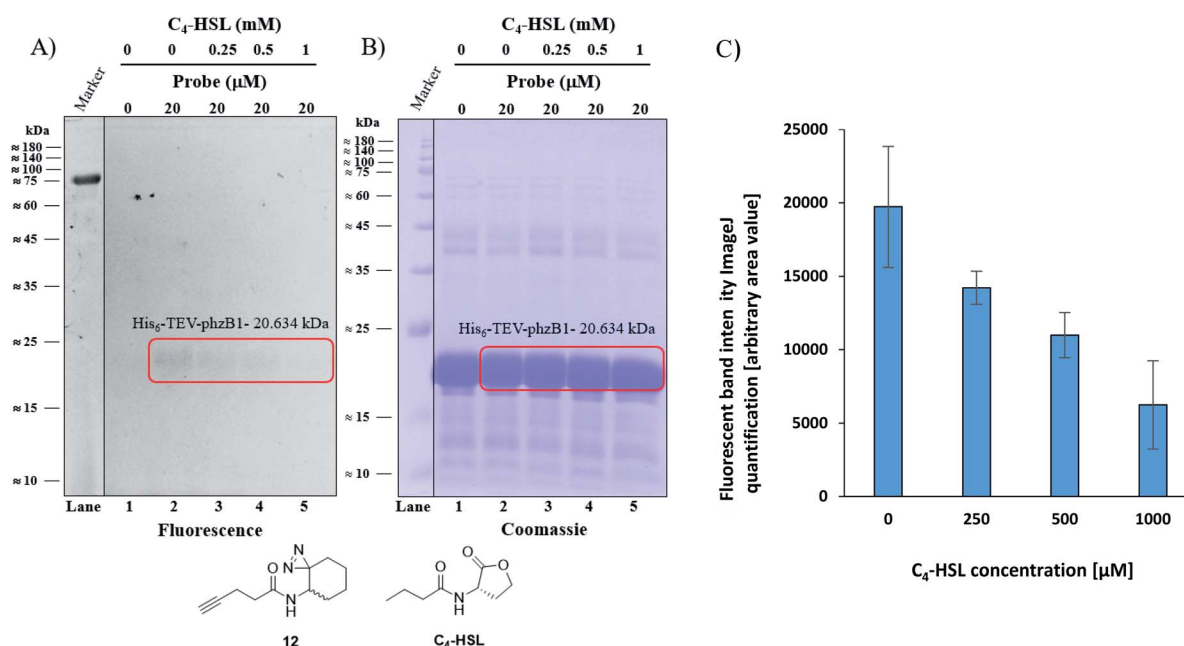 A)
C₄-HSL (mM)
0 0 0.25 0.5 1
Probe (μM)
0 20 20 20 20
Marker
kDa
≈ 180
≈ 140
≈ 100
≈ 75
≈ 60
≈ 45
≈ 35
≈ 25
≈ 15
≈ 10
His₆-TEV-phzB1- 20.634 kDa
Lane 1 2 3 4 5
Fluorescence
B)
C₄-HSL (mM)
0 0 0.25 0.5 1
Probe (μM)
0 20 20 20 20
Marker
kDa
≈ 180
≈ 140
≈ 100
≈ 75
≈ 60
≈ 45
≈ 35
≈ 25
≈ 15
≈ 10
His₆-TEV-phzB1- 20.634 kDa
Lane 1 2 3 4 5
Coomassie
N
N
O
N
H
12
O
O
O
N
H
C₄-HSL
C)
Fluorescent band inten ity ImageJ
quantification [arbitrary area value]
25000
20000
15000
10000
5000
0
0 250 500 1000
C₄-HSL concentration [μM]